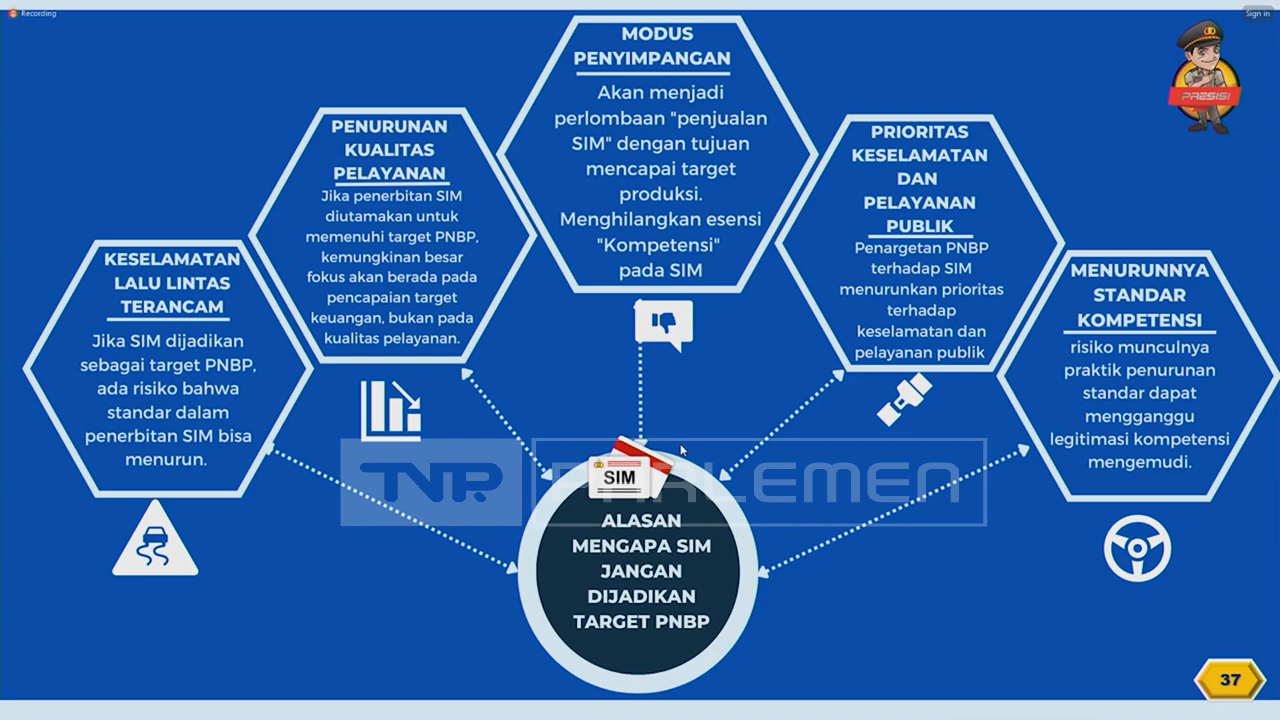 Recording
Sign in
MODUS
PENYIMPANGAN
Akan menjadi
perlombaan "penjualan
SIM" dengan tujuan
mencapai target
produksi.
Menghilangkan esensi
"Kompetensi"
pada SIM
PRESISI
PENURUNAN
KUALITAS
PELAYANAN
Jika penerbitan SIM
diutamakan untuk
memenuhi target PNBP,
kemungkinan besar
fokus akan berada pada
pencapaian target
keuangan, bukan pada
kualitas pelayanan.
PRIORITAS
KESELAMATAN
DAN
PELAYANAN
PUBLIK
Penargetan PNBP
terhadap SIM
menurunkan prioritas
terhadap
keselamatan dan
pelayanan publik
KESELAMATAN
LALU LINTAS
TERANCAM
Jika SIM dijadikan
sebagai target PNBP,
ada risiko bahwa
standar dalam
penerbitan SIM bisa
menurun.
MENURUNNYA
STANDAR
KOMPETENSI
risiko munculnya
praktik penurunan
standar dapat
mengganggu
legitimasi kompetensi
mengemudi.
TVR PARLEMEN
SIM
ALASAN
MENGAPA SIM
JANGAN
DIJADIKAN
TARGET PNBP
37